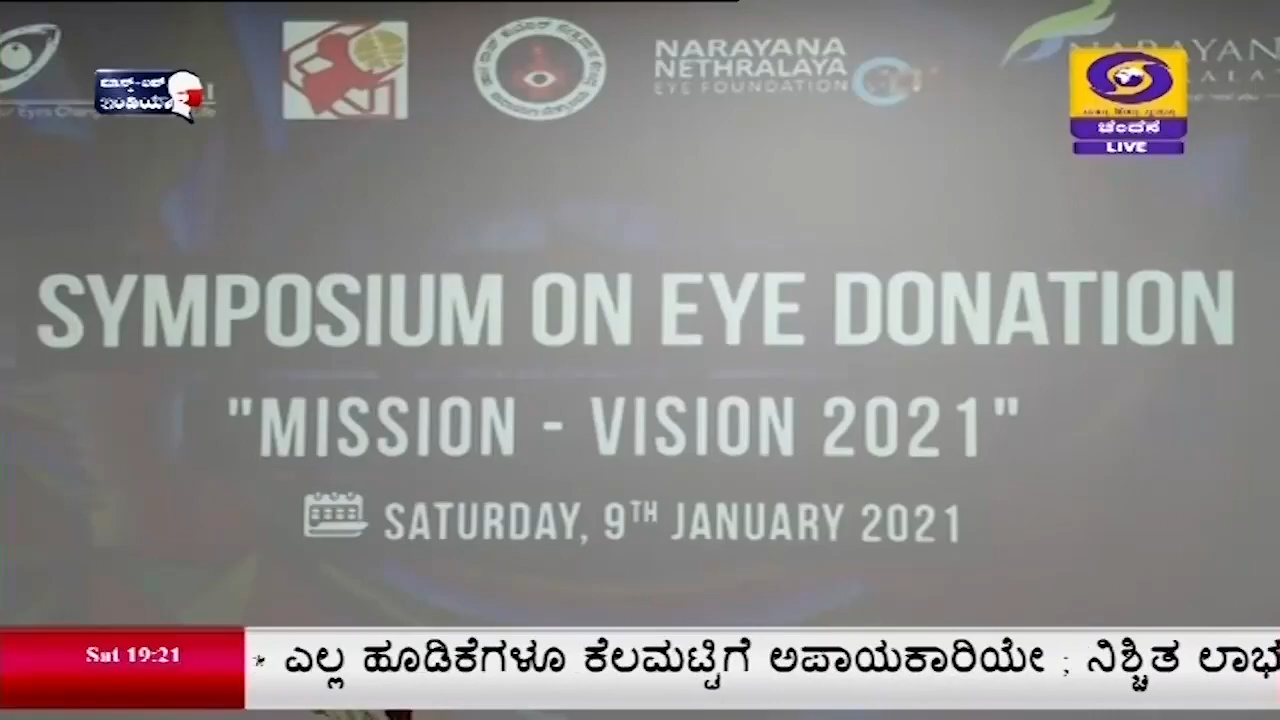 NARAYANA
NETHRALAYA
EYE FOUNDATION
ಚಂದನ
LIVE
SYMPOSIUM ON EYE DONATION
"MISSION - VISION 2021"
SATURDAY, 9TH JANUARY 2021
Sat 19:21
* ಎಲ್ಲ ಹೂಡಿಕೆಗಳೂ ಕೆಲಮಟ್ಟಿಗೆ ಅಪಾಯಕಾರಿಯೇ ; ನಿಶ್ಚಿತ ಲಾಭ